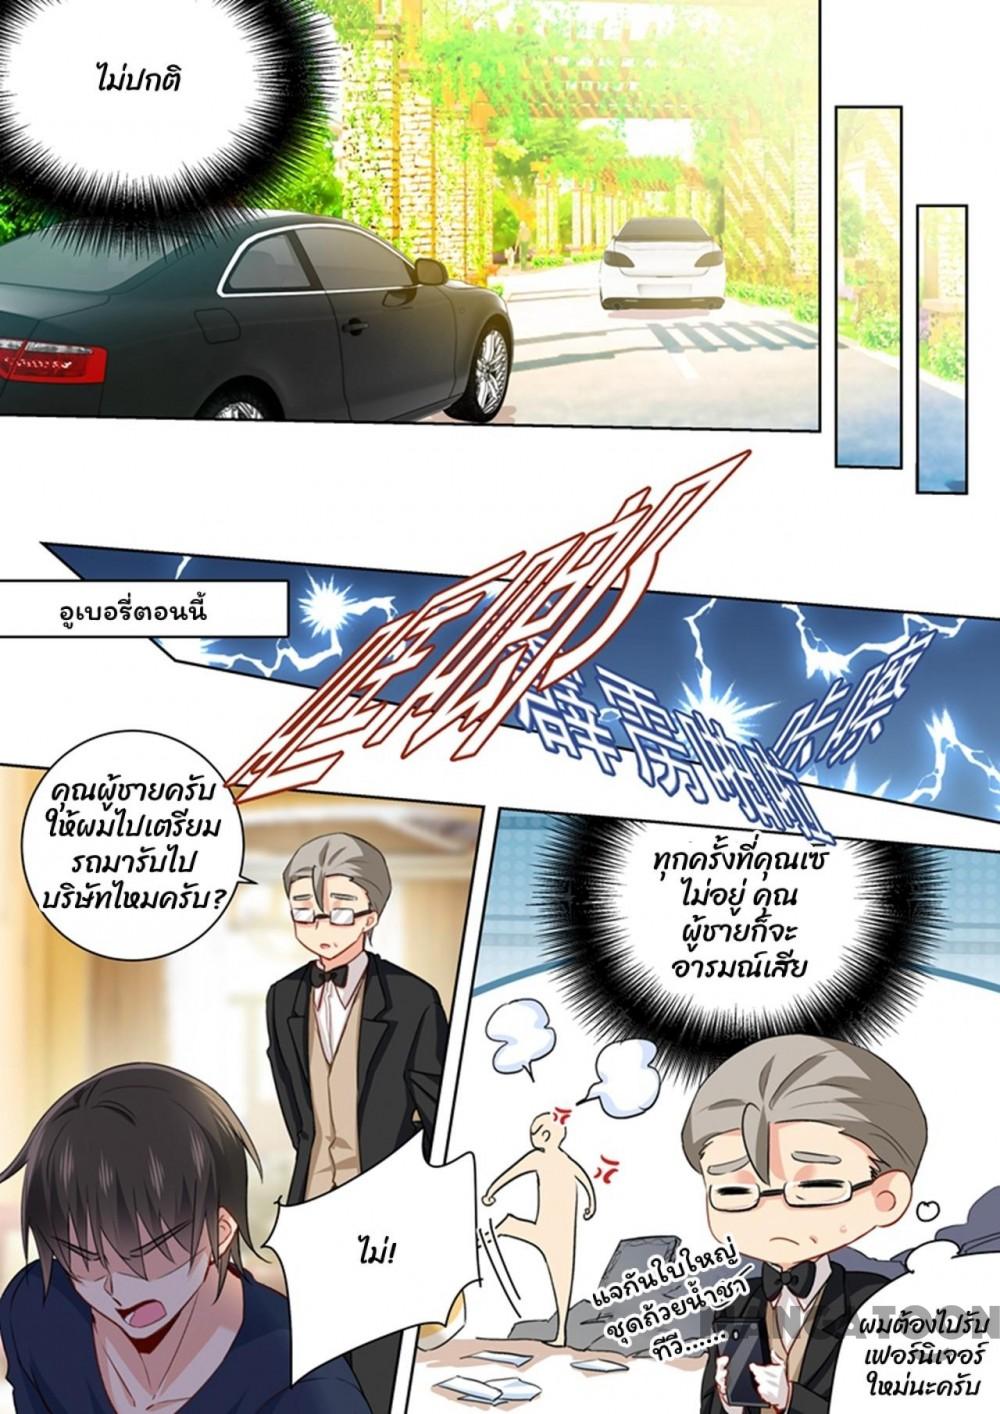 ไม่ปกติ
อูเบอรี่ตอนนี้
คุณผู้ชายครับ
ให้ผมไปเตรียม
รถมารับไป
บริษัทไหมครับ?
ทุกครั้งที่คุณเซ
ไม่อยู่ คุณ
ผู้ชายก็จะ
อารมณ์เสีย
ไม่!
แจกันใบใหญ่
ชุดถ้วยน้ำชา
ทีวี......
ผมต้องไปรับ
เฟอร์นิเจอร์
ใหม่นะครับ
MANGATOON